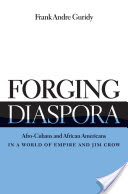 Frank Andre Guridy
FORGING
DIASPORA
Afro-Cubans and African Americans
IN A WORLD OF EMPIRE AND JIM CROW